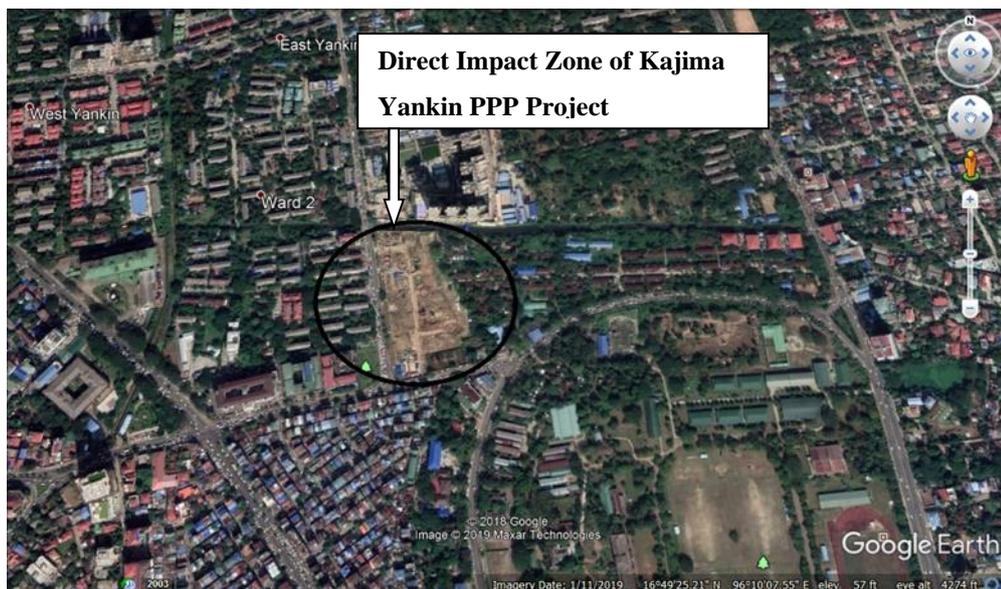 East Yankin
Direct Impact Zone of Kajima
Yankin PPP Project
West Yankin
Ward 2
N
© 2018 Google
Image © 2019 Maxar Technologies
Google Earth
2003
Imagery Date: 1/11/2019 16°49'25.21" N 96°10'07.55" E elev 57 ft eye alt 4274 ft